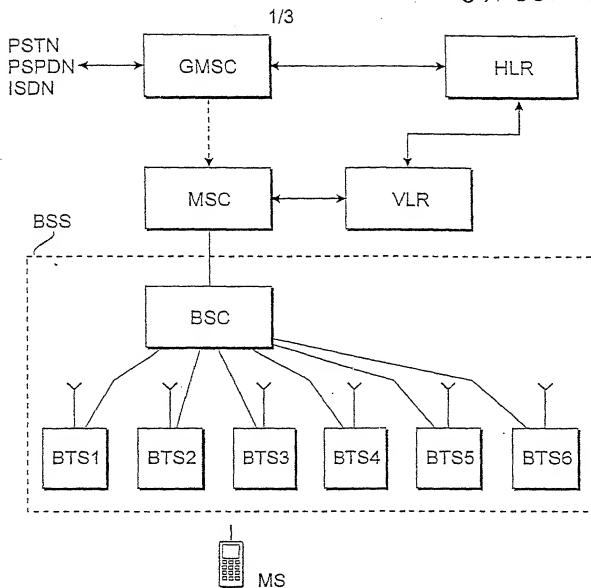 1/3
PSTN
PSPDN
ISDN
GMSC
HLR
MSC
VLR
BSS
BSC
BTS1 BTS2 BTS3 BTS4 BTS5 BTS6
MS